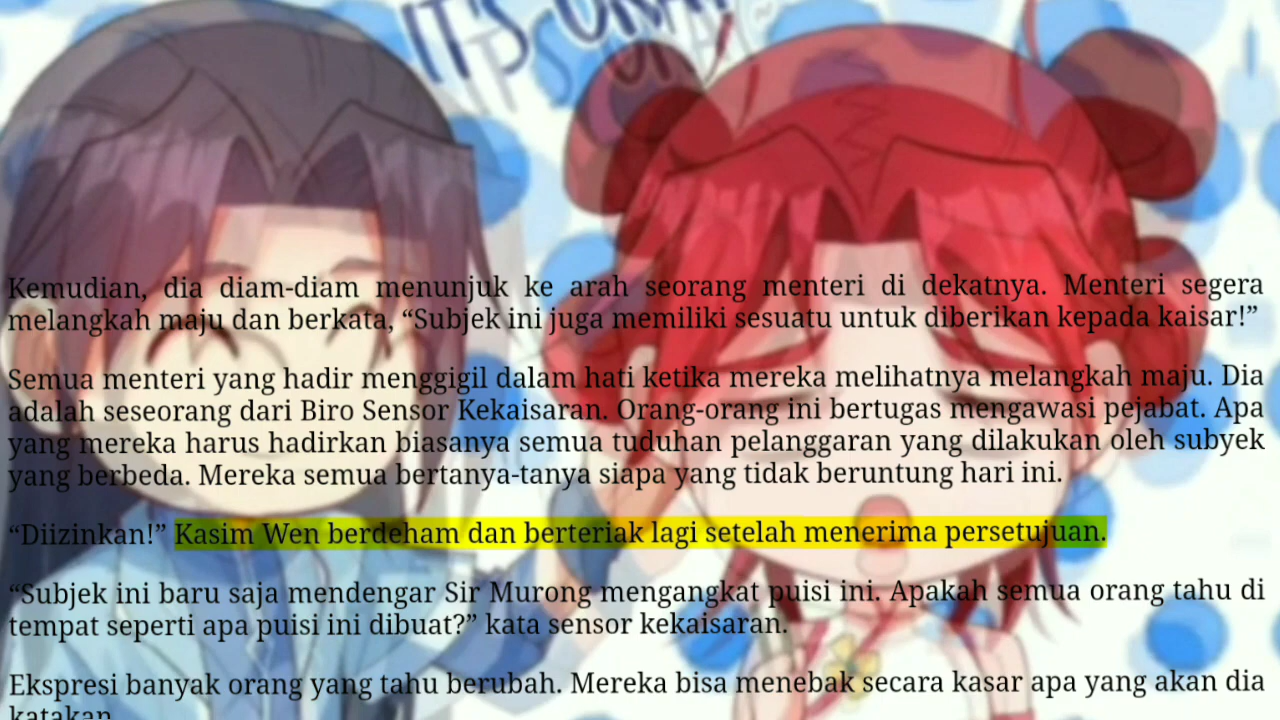 IT'S OKAY
Kemudian, dia diam-diam menunjuk ke arah seorang menteri di dekatnya. Menteri segera
melangkah maju dan berkata, “Subjek ini juga memiliki sesuatu untuk diberikan kepada kaisar!”
Semua menteri yang hadir menggigil dalam hati ketika mereka melihatnya melangkah maju. Dia
adalah seseorang dari Biro Sensor Kekaisaran. Orang-orang ini bertugas mengawasi pejabat. Apa
yang mereka harus hadirkan biasanya semua tuduhan pelanggaran yang dilakukan oleh subyek
yang berbeda. Mereka semua bertanya-tanya siapa yang tidak beruntung hari ini.
“Diizinkan!” Kasim Wen berdeham dan berteriak lagi setelah menerima persetujuan.
“Subjek ini baru saja mendengar Sir Murong mengangkat puisi ini. Apakah semua orang tahu di
tempat seperti apa puisi ini dibuat?” kata sensor kekaisaran.
Ekspresi banyak orang yang tahu berubah. Mereka bisa menebak secara kasar apa yang akan dia
katakan.